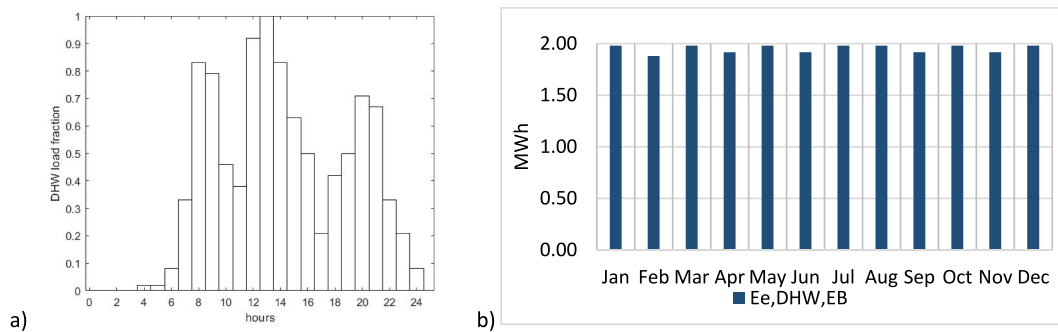 1
0.9
0.8
0.7
0.6
0.5
0.4
0.3
0.2
0.1
0
DHW load fraction
0 2 4 6 8 10 12 14 16 18 20 22 24
hours
a)
2.00
1.50
1.00
0.50
0.00
MWh
Jan Feb Mar Apr May Jun Jul Aug Sep Oct Nov Dec
Ee,DHW,EB
b)